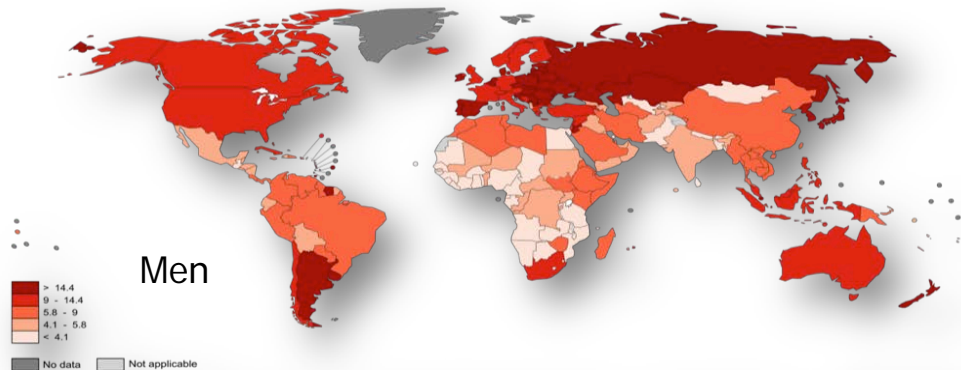 Men
> 14.4
9 - 14.4
5.8 - 9
4.1 - 5.8
< 4.1
No data
Not applicable